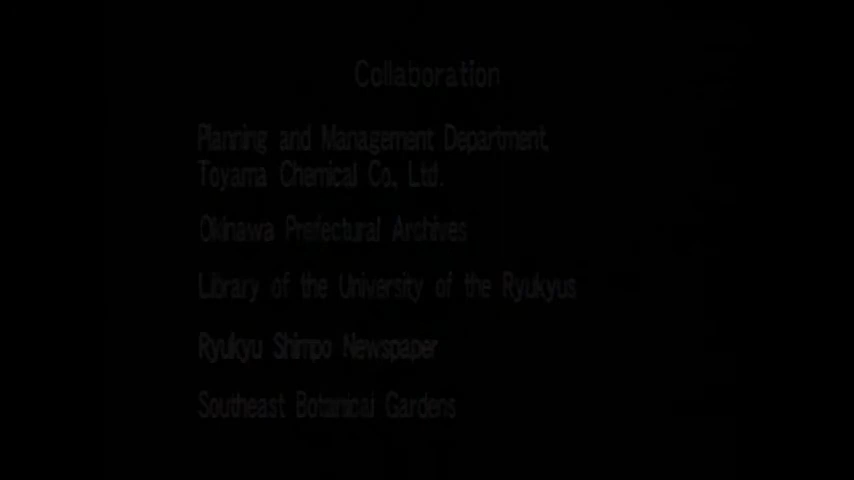 Collaboration
Planning and Management Department,
Toyama Chemical Co., Ltd.
Okinawa Prefectural Archives
Library of the University of the Ryukyus
Ryukyu Shimpo Newspaper
Southeast Botanical Gardens